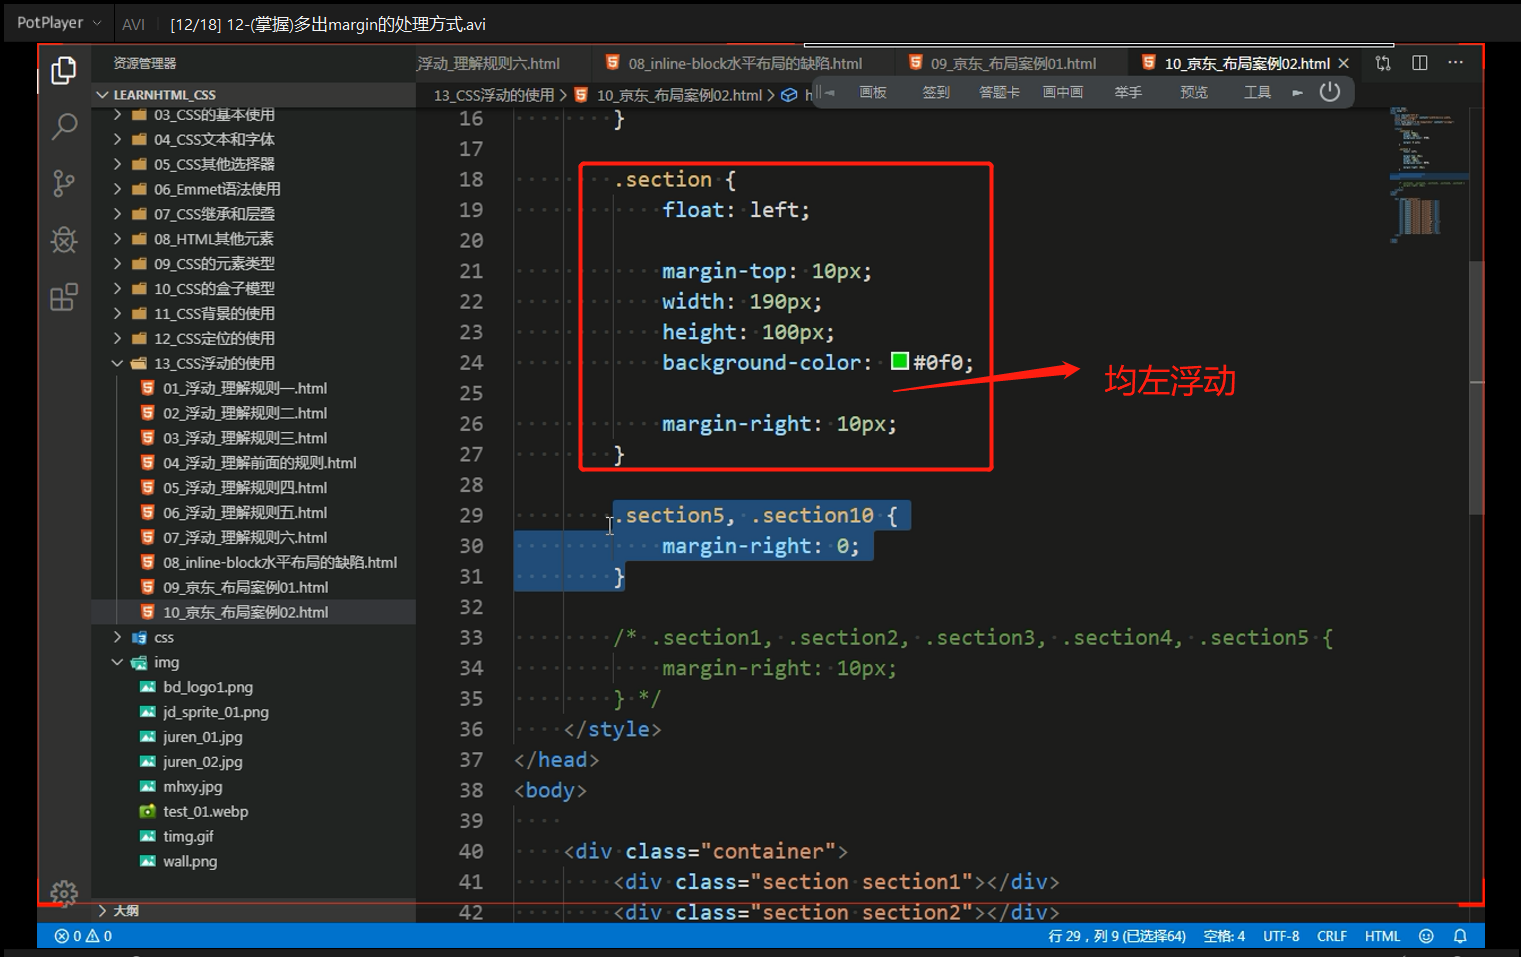 PotPlayer AVI [12/18] 12-(掌握)多出margin的处理方式.avi
资源管理器
浮动_理解规则六.html 08_inline-block水平布局的缺陷.html 09_京东_布局案例01.html 10_京东_布局案例02.html
LEARNHTML_CSS
13_CSS浮动的使用 > 10_京东_布局案例02.html >
画板 签到 答题卡 画中画 举手 预览 工具
03_CSS的基本使用
04_CSS文本和字体
05_CSS其他选择器
06_Emmet语法使用
07_CSS继承和层叠
08_HTML其他元素
09_CSS的元素类型
10_CSS的盒子模型
11_CSS背景的使用
12_CSS定位的使用
13_CSS浮动的使用
01_浮动_理解规则一.html
02_浮动_理解规则二.html
03_浮动_理解规则三.html
04_浮动_理解前面的规则.html
05_浮动_理解规则四.html
06_浮动_理解规则五.html
07_浮动_理解规则六.html
08_inline-block水平布局的缺陷.html
09_京东_布局案例01.html
10_京东_布局案例02.html
css
img
bd_logo1.png
jd_sprite_01.png
juren_01.jpg
juren_02.jpg
mhxy.jpg
test_01.webp
timg.gif
wall.png
大纲
16 }
17
18 .section {
19 float: left;
20
21 margin-top: 10px;
22 width: 190px;
23 height: 100px;
24 background-color: #0f0;
25
26 margin-right: 10px;
27 }
28
29 .section5, .section10 {
30 margin-right: 0;
31 }
32
33 /* .section1, .section2, .section3, .section4, .section5 {
34 margin-right: 10px;
35 } */
36 </style>
37 </head>
38 <body>
39
40 <div class="container">
41 <div class="section section1"></div>
42 <div class="section section2"></div>
均左浮动
0 0 行 29，列 9 (已选择64) 空格: 4 UTF-8 CRLF HTML